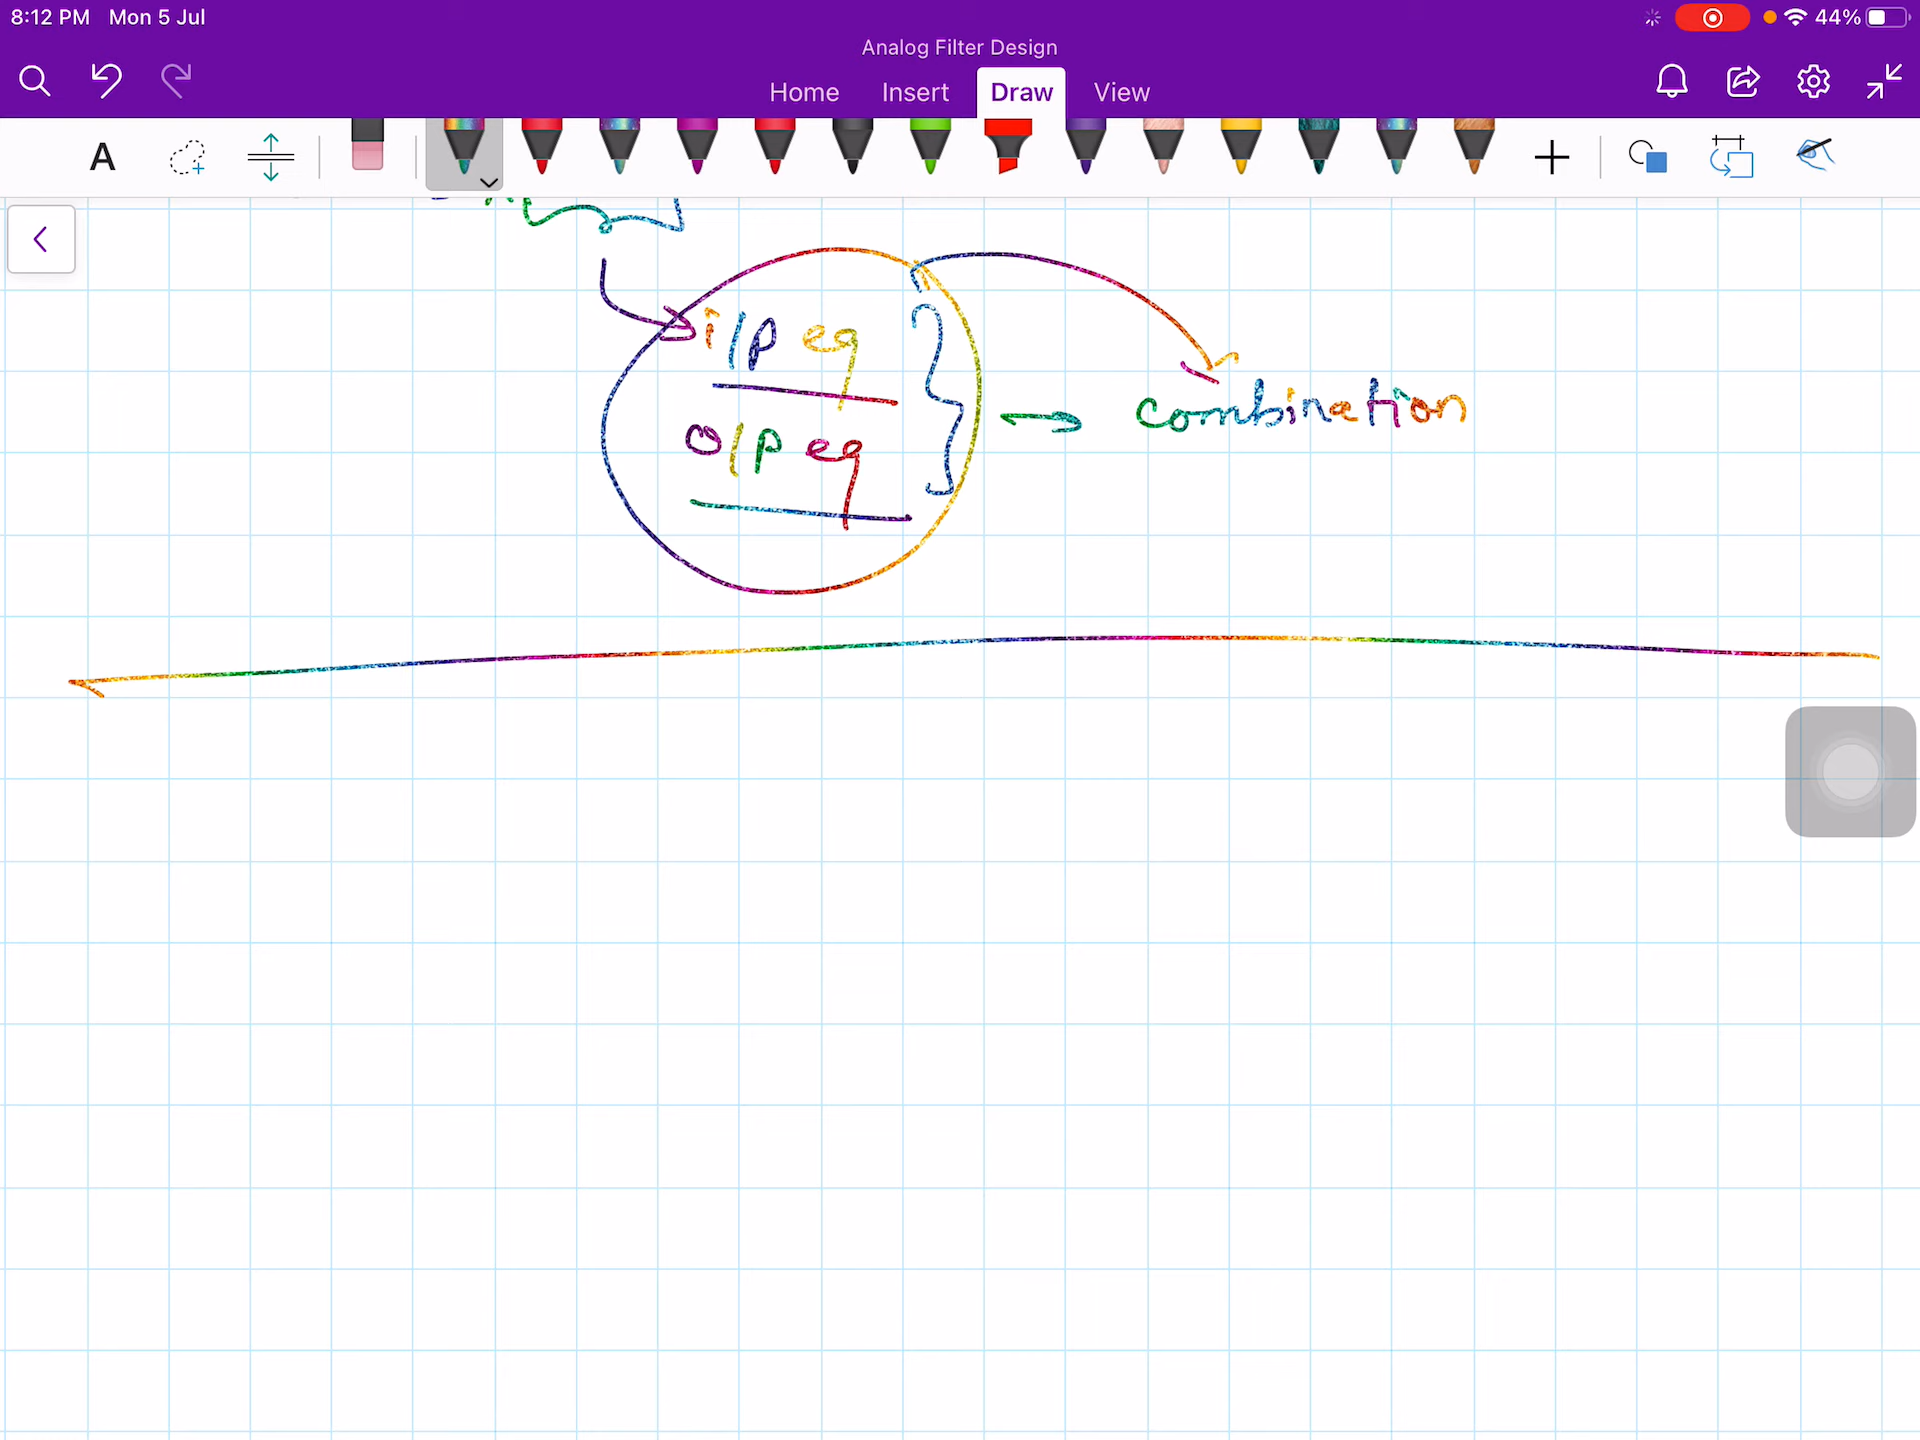 8:12 PM Mon 5 Jul
44%
Analog Filter Design
Home Insert Draw View
A
i/p eq
o/p eq
combination